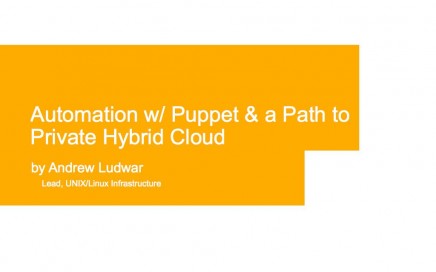 Automation w/ Puppet & a Path to
Private Hybrid Cloud
by Andrew Ludwar
Lead, UNIX/Linux Infrastructure